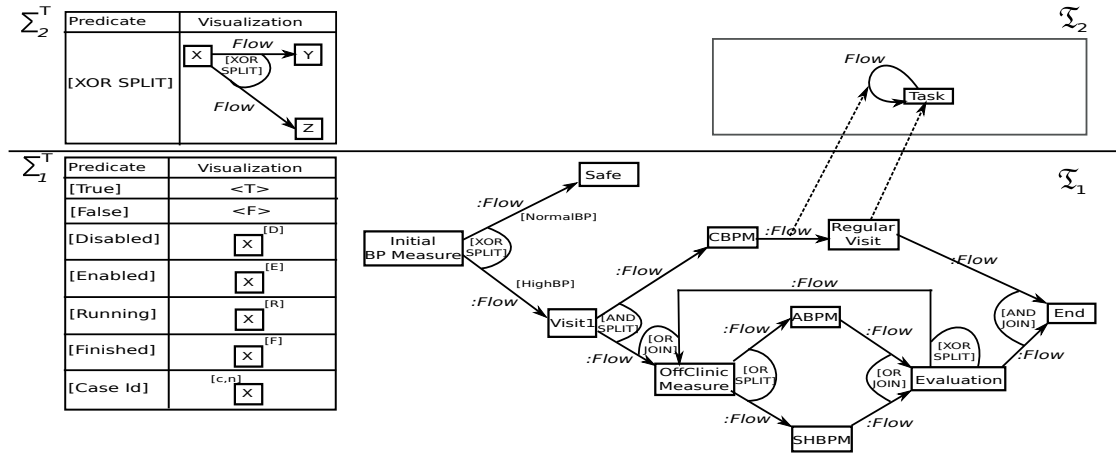 Σ₂ᵀ
Predicate Visualization
[XOR SPLIT]
X Flow Y
[XOR
SPLIT]
Flow
Z
𝔗₂
Flow
Task
Σ₁ᵀ
Predicate Visualization
[True] <T>
[False] <F>
[Disabled] X [D]
[Enabled] X [E]
[Running] X [R]
[Finished] X [F]
[Case Id] [c,n] X
𝔗₁
Safe
:Flow
[NormalBP]
Initial
BP Measure
[XOR
SPLIT]
[HighBP]
:Flow
Visit1
[AND
SPLIT]
:Flow
CBPM
:Flow
Regular
Visit
:Flow
:Flow
[OR
JOIN]
OffClinic
Measure
:Flow
:Flow
ABPM
:Flow
[OR
SPLIT]
:Flow
SHBPM
:Flow
[OR
JOIN]
Evaluation
[XOR
SPLIT]
[AND
JOIN]
:Flow
End